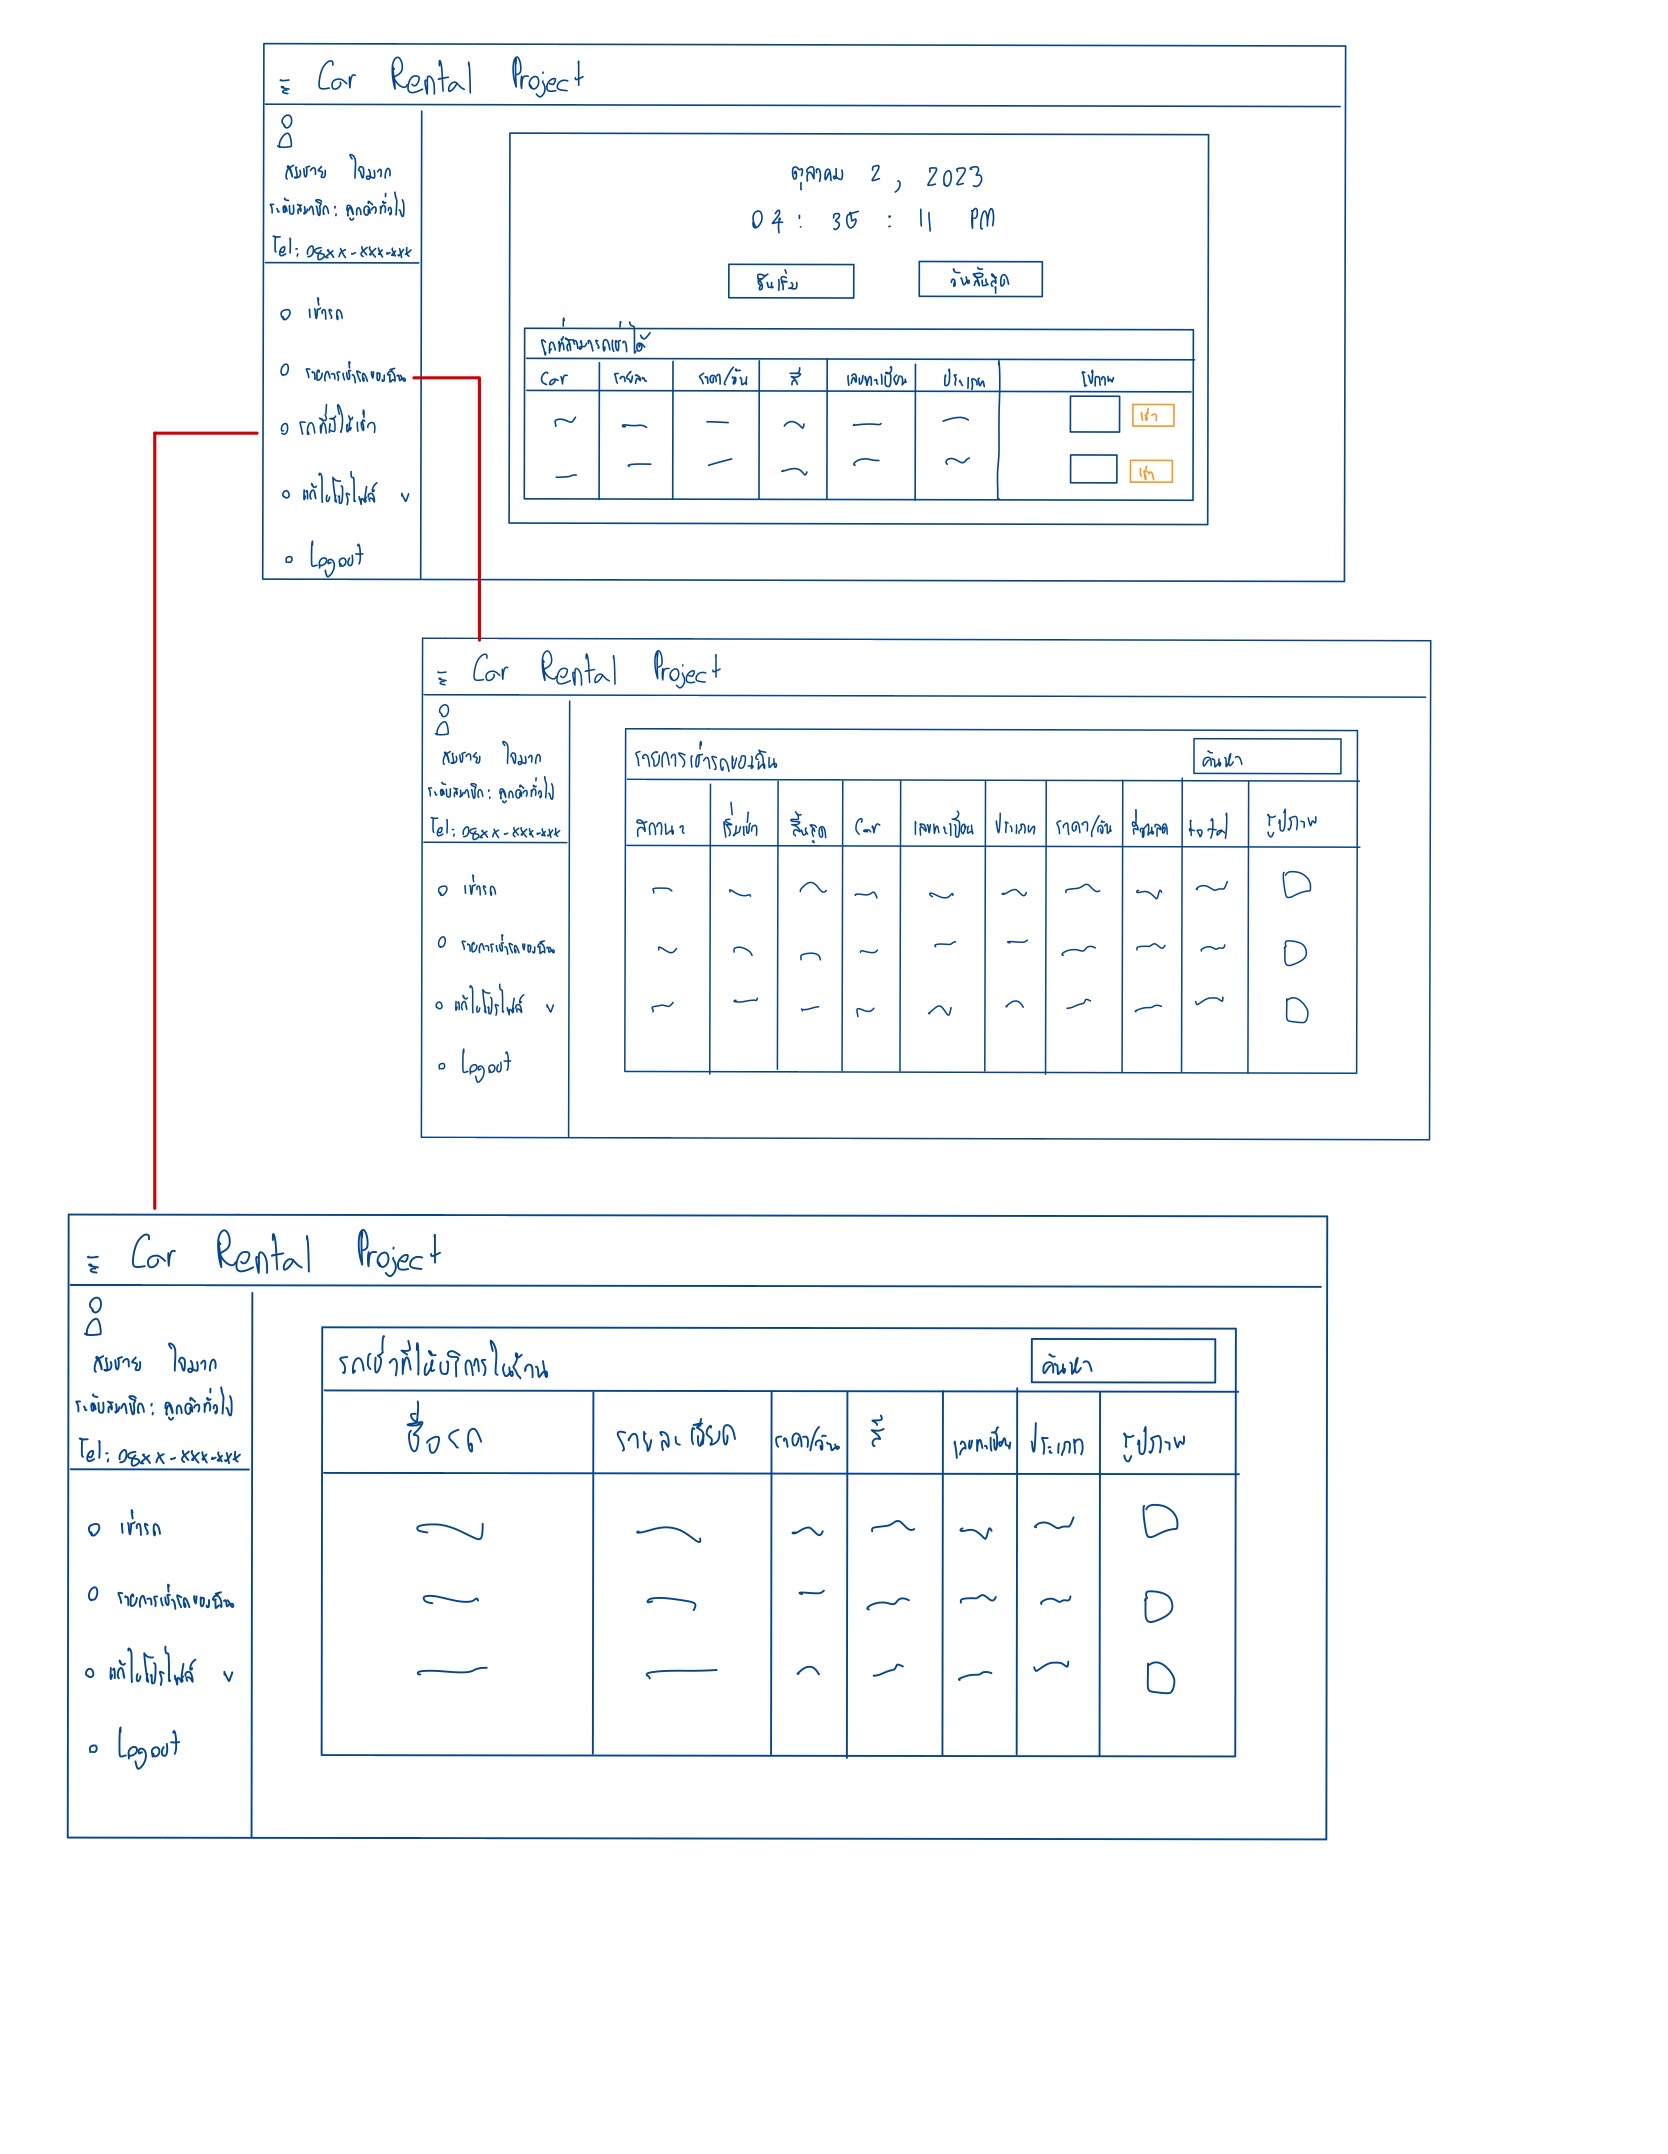 Car Rental Project
สมชาย ใจมาก
ระดับสมาชิก: ลูกค้าทั่วไป
Tel: 08xx-xxx-xxx
เช่ารถ
รายการเช่ารถของฉัน
รถที่มีให้เช่า
แก้ไขโปรไฟล์ v
Logout
ตุลาคม 2, 2023
04: 35 : 11 PM
วันเริ่ม วันสิ้นสุด
รถที่สามารถเช่าได้
Car รายละ ราคา/วัน สี เลขทะเบียน ประเภท รูปภาพ
เช่า
เช่า
Car Rental Project
สมชาย ใจมาก
ระดับสมาชิก: ลูกค้าทั่วไป
Tel: 08xx-xxx-xxx
เช่ารถ
รายการเช่ารถของฉัน
แก้ไขโปรไฟล์ v
Logout
รายการเช่ารถของฉัน ค้นหา
สถานะ เริ่มเช่า สิ้นสุด Car เลขทะเบียน ประเภท ราคา/วัน ส่วนลด total รูปภาพ
Car Rental Project
สมชาย ใจมาก
ระดับสมาชิก: ลูกค้าทั่วไป
Tel: 08xx-xxx-xxx
เช่ารถ
รายการเช่ารถของฉัน
แก้ไขโปรไฟล์ v
Logout
รถเช่าที่ให้บริการในร้าน ค้นหา
ชื่อรถ รายละเอียด ราคา/วัน สี เลขทะเบียน ประเภท รูปภาพ